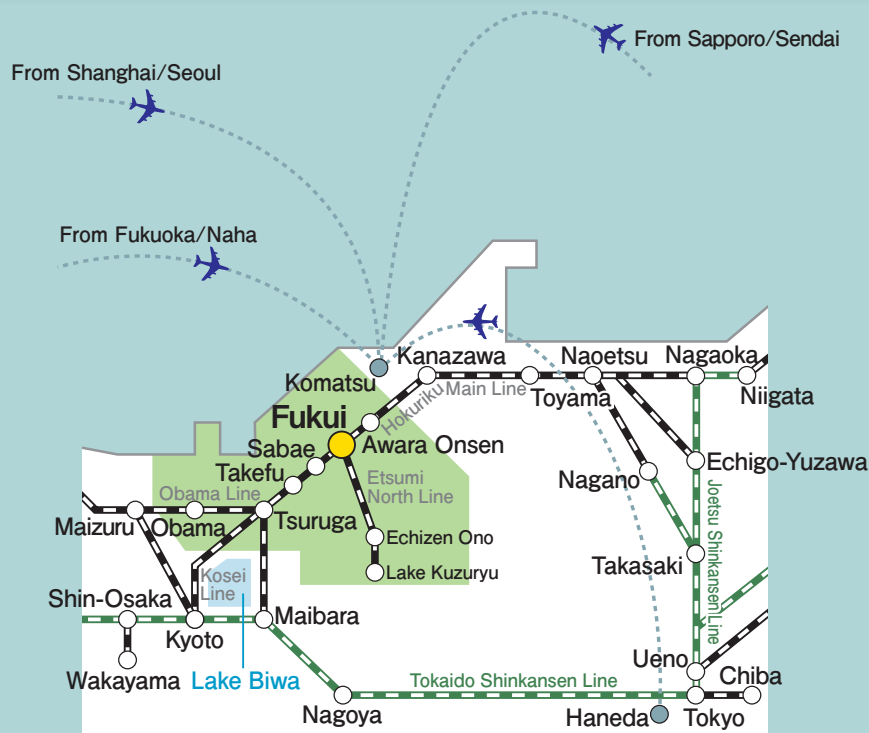 From Sapporo/Sendai
From Shanghai/Seoul
From Fukuoka/Naha
Kanazawa
Naoetsu
Nagaoka
Komatsu
Hokuriku
Main Line
Toyama
Niigata
Fukui
Awara Onsen
Sabae
Takefu
Etsumi
North Line
Echigo-Yuzawa
Nagano
Obama Line
Maizuru
Obama
Tsuruga
Echizen Ono
Joetsu Shinkansen Line
Takasaki
Lake Kuzuryu
Kosei
Line
Shin-Osaka
Kyoto
Maibara
Wakayama
Lake Biwa
Ueno
Chiba
Tokaido Shinkansen Line
Nagoya
Haneda
Tokyo